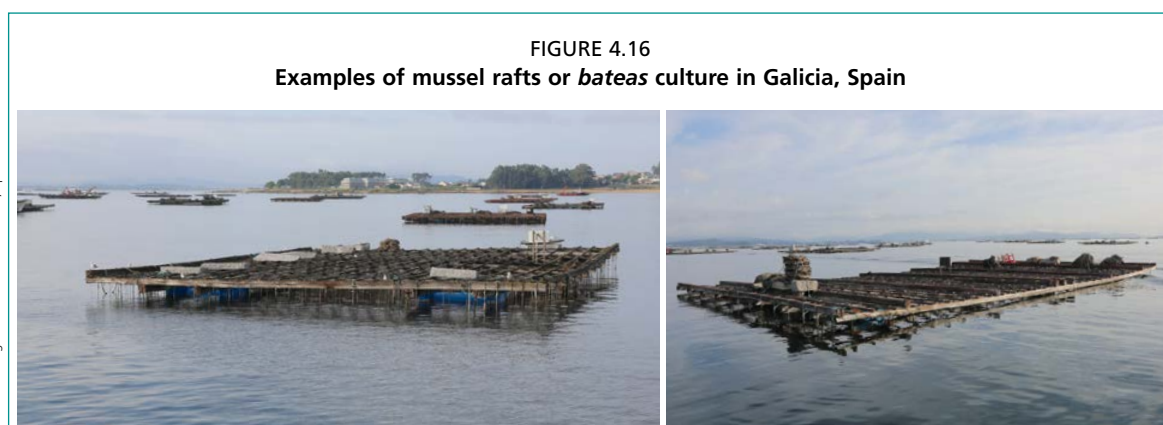 FIGURE 4.16
Examples of mussel rafts or bateas culture in Galicia, Spain